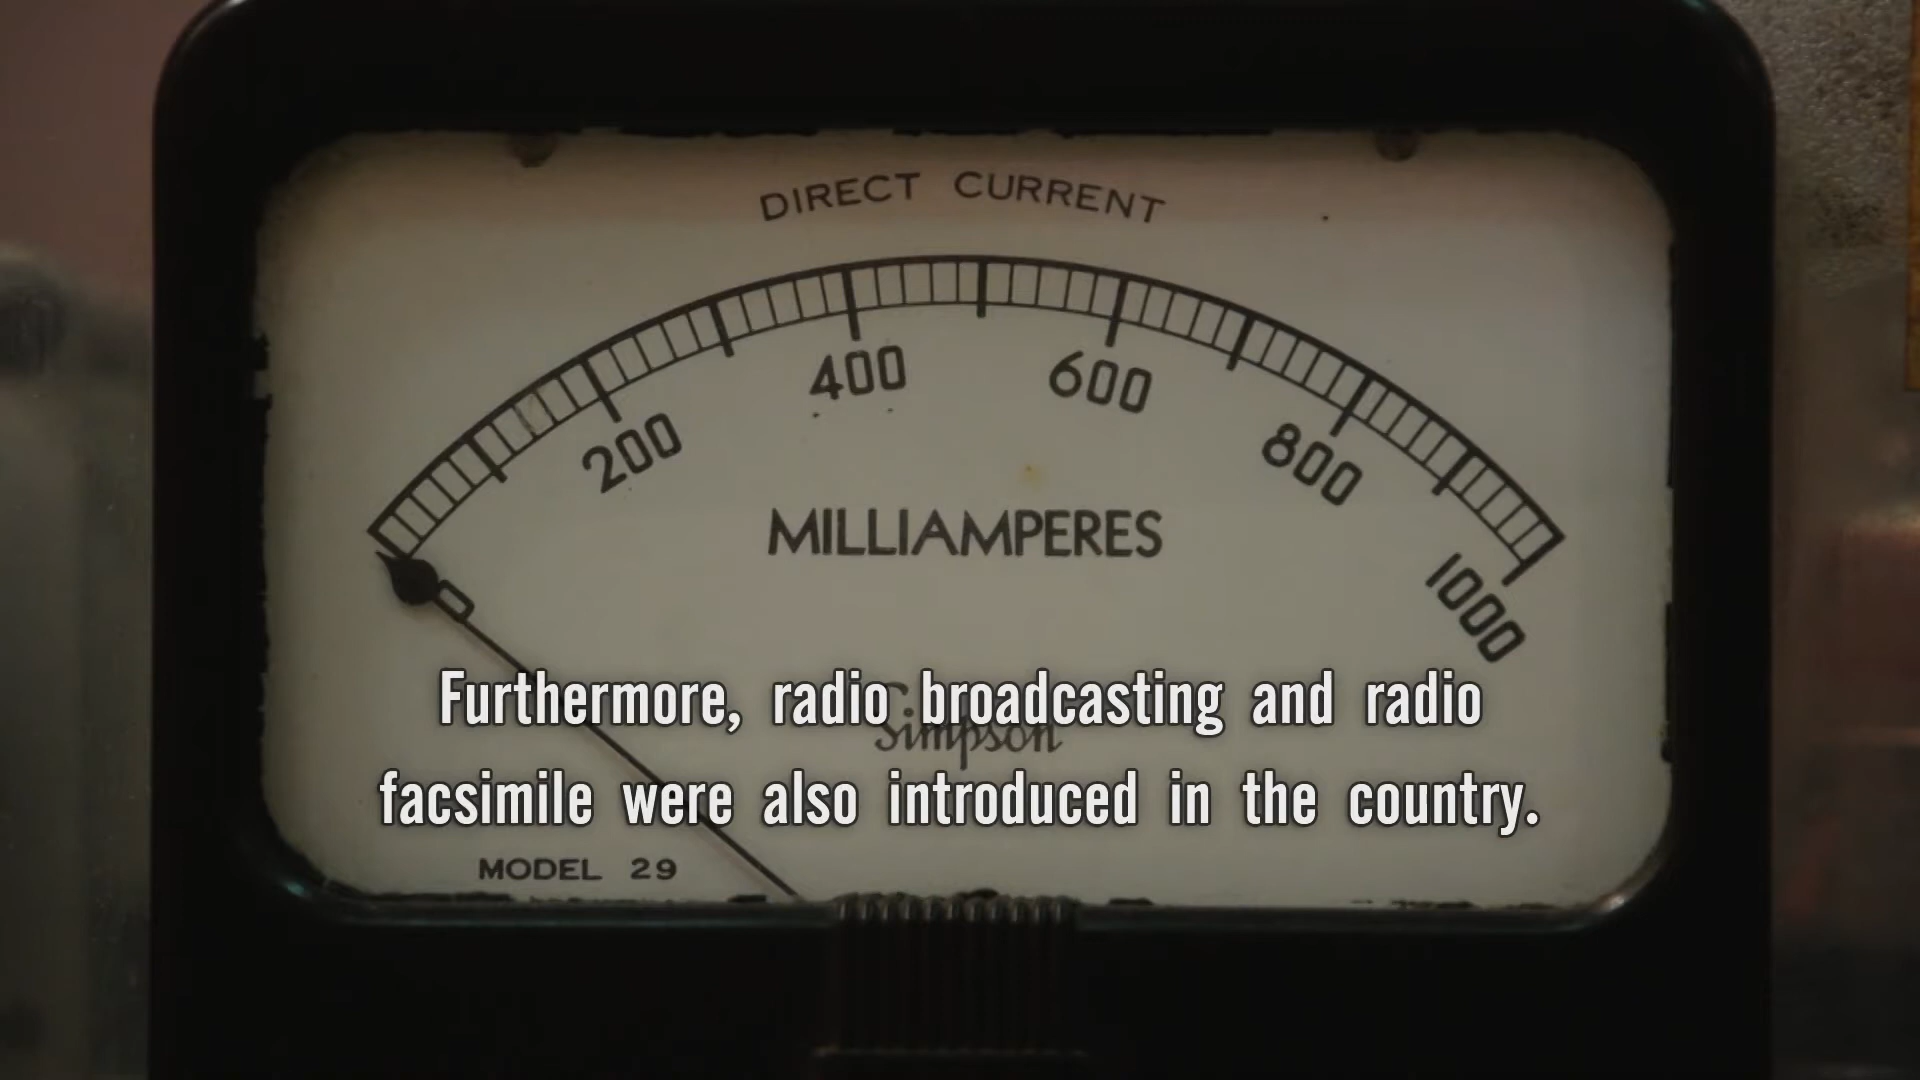 DIRECT CURRENT
0 200 400 600 800 1000
MILLIAMPERES
Simpson
Furthermore, radio broadcasting and radio
facsimile were also introduced in the country.
MODEL 29